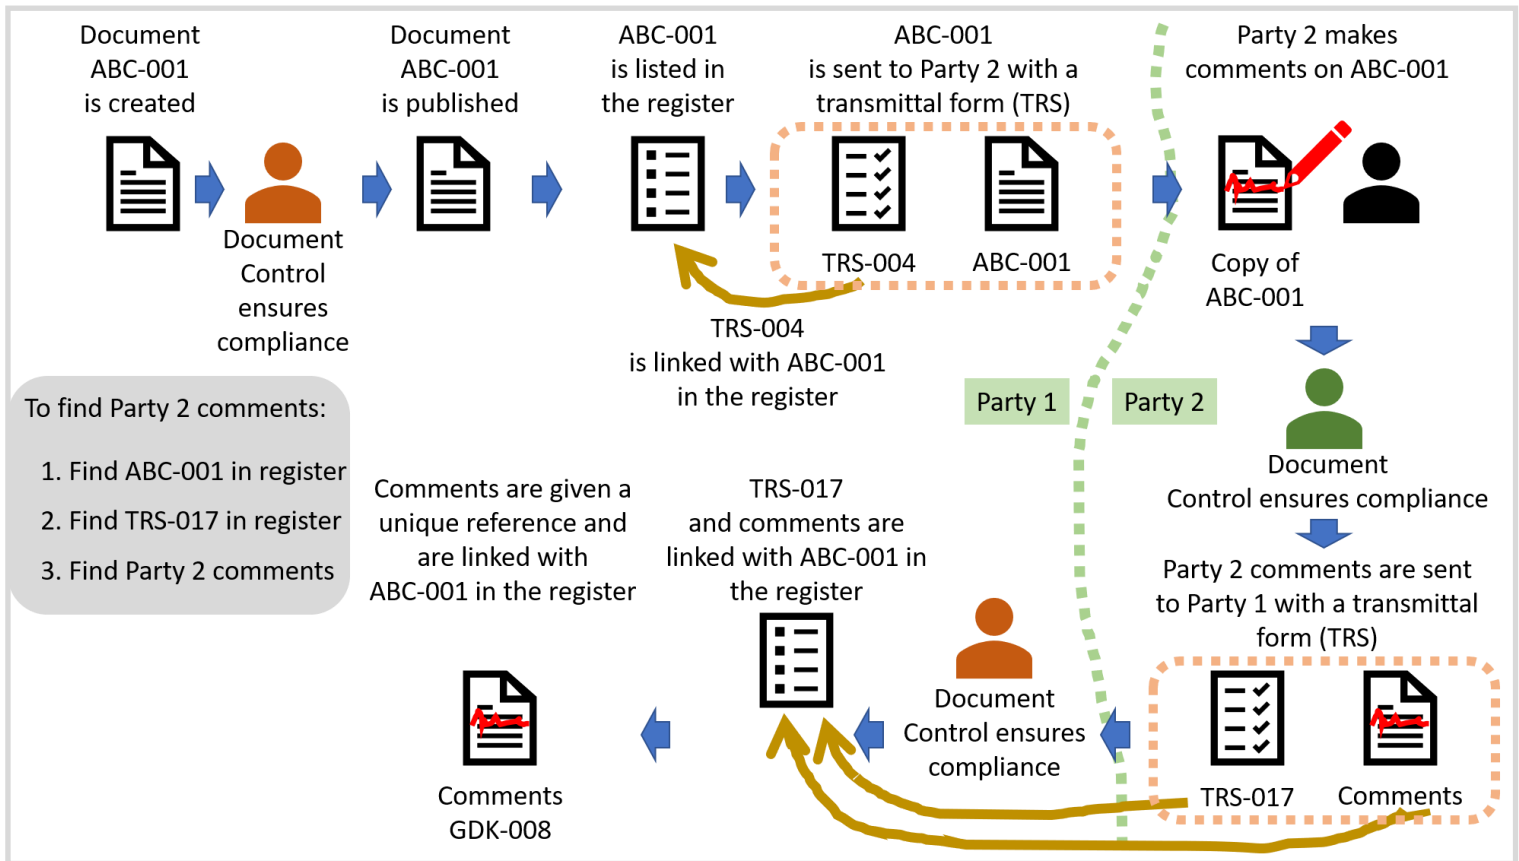 Document
ABC-001
is created
Document
Control
ensures
compliance
Document
ABC-001
is published
ABC-001
is listed in
the register
ABC-001
is sent to Party 2 with a
transmittal form (TRS)
TRS-004
ABC-001
TRS-004
is linked with ABC-001
in the register
Party 2 makes
comments on ABC-001
Copy of
ABC-001
Party 1
Party 2
Document
Control ensures compliance
Party 2 comments are sent
to Party 1 with a transmittal
form (TRS)
TRS-017
Comments
Document
Control ensures
compliance
TRS-017
and comments are
linked with ABC-001 in
the register
Comments are given a
unique reference and
are linked with
ABC-001 in the register
Comments
GDK-008
To find Party 2 comments:
1. Find ABC-001 in register
2. Find TRS-017 in register
3. Find Party 2 comments